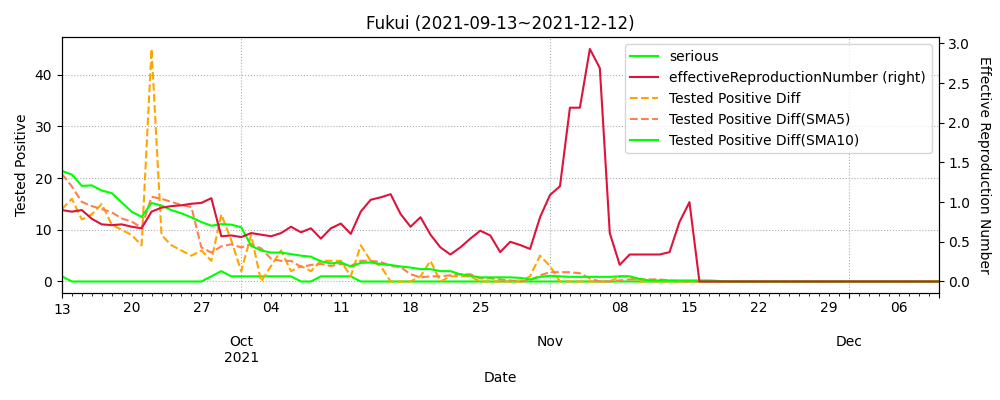 Fukui (2021-09-13~2021-12-12)
serious
effectiveReproductionNumber (right)
Tested Positive Diff
Tested Positive Diff(SMA5)
Tested Positive Diff(SMA10)
Tested Positive
40
30
20
10
0
3.0
2.5
2.0
1.5
1.0
0.5
0.0
Effective Reproduction Number
13 20 27 04 11 18 25 08 15 22 29 06
Oct Nov Dec
2021
Date